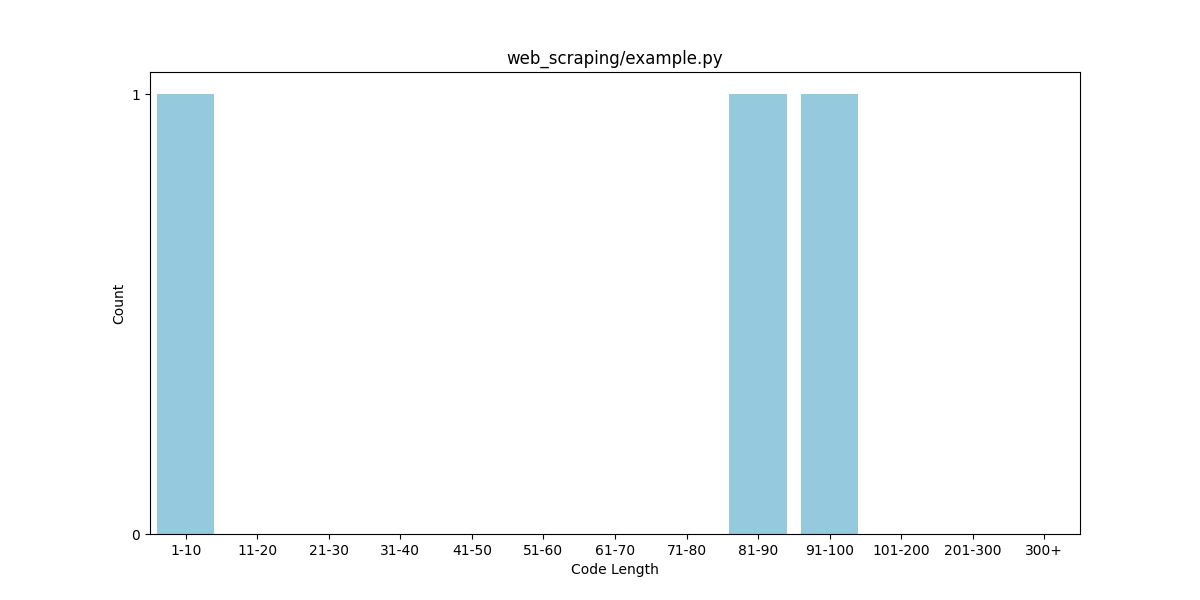 web_scraping/example.py
1
Count
0
1-10 11-20 21-30 31-40 41-50 51-60 61-70 71-80 81-90 91-100 101-200 201-300 300+
Code Length